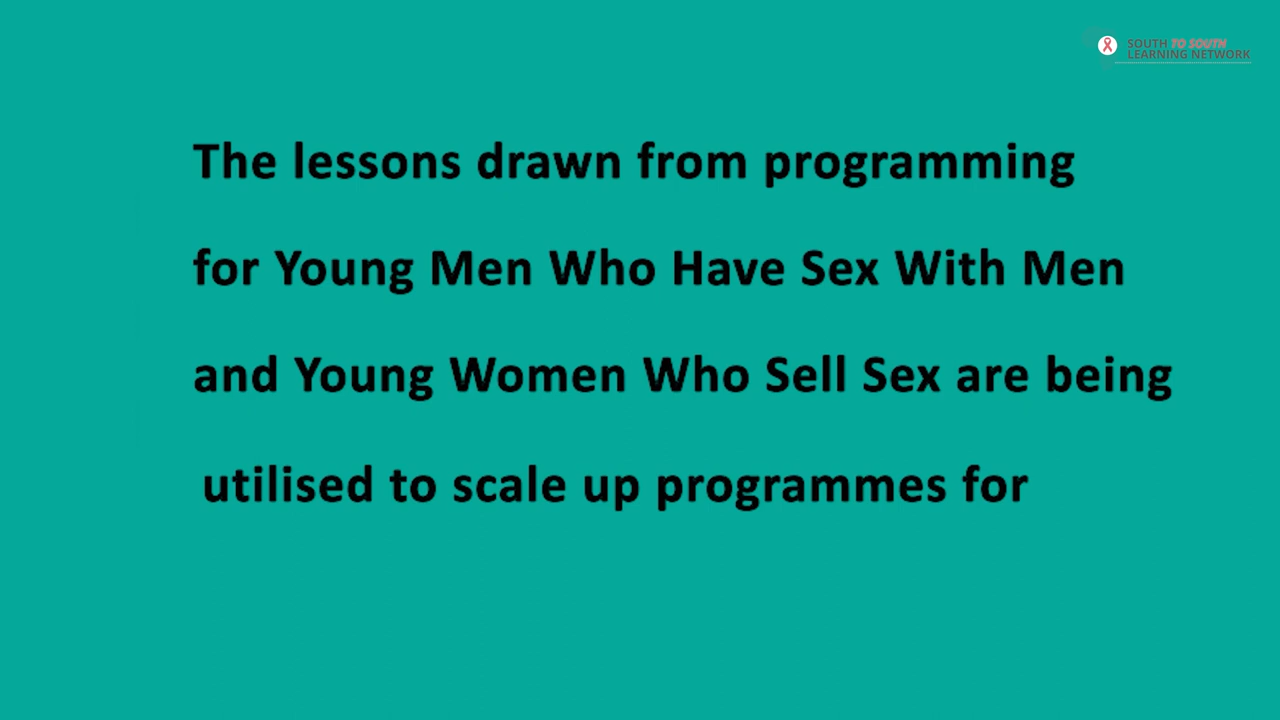 SOUTH TO SOUTH
LEARNING NETWORK
The lessons drawn from programming
for Young Men Who Have Sex With Men
and Young Women Who Sell Sex are being
utilised to scale up programmes for